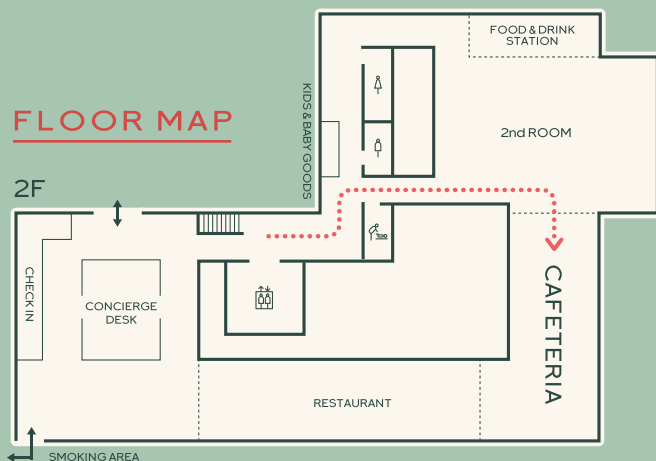 FOOD & DRINK
STATION
KIDS & BABY GOODS
FLOOR MAP
2nd ROOM
2F
CHECK IN
CONCIERGE
DESK
CAFETERIA
RESTAURANT
SMOKING AREA